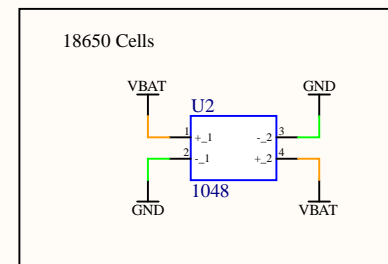 18650 Cells
VBAT
GND
U2
1 +_1
-_2 3
2 -_1
+_2 4
1048
GND
VBAT